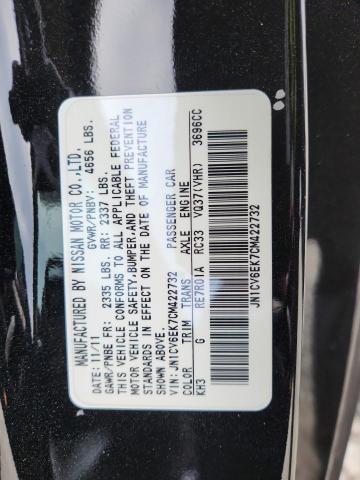 MANUFACTURED BY NISSAN MOTOR CO.,LTD.
DATE: 11/11 GVWR/PNBV: 4656 LBS.
GAWR/PNBE FR: 2335 LBS. RR: 2337 LBS.
THIS VEHICLE CONFORMS TO ALL APPLICABLE FEDERAL
MOTOR VEHICLE SAFETY,BUMPER,AND THEFT PREVENTION
STANDARDS IN EFFECT ON THE DATE OF MANUFACTURE
SHOWN ABOVE.
VIN: JN1CV6EK7CM422732 PASSENGER CAR
COLOR TRIM TRANS AXLE ENGINE
KH3 G RE7R01A RC33 VQ37(VHR) 3696CC
JN1CV6EK7CM422732